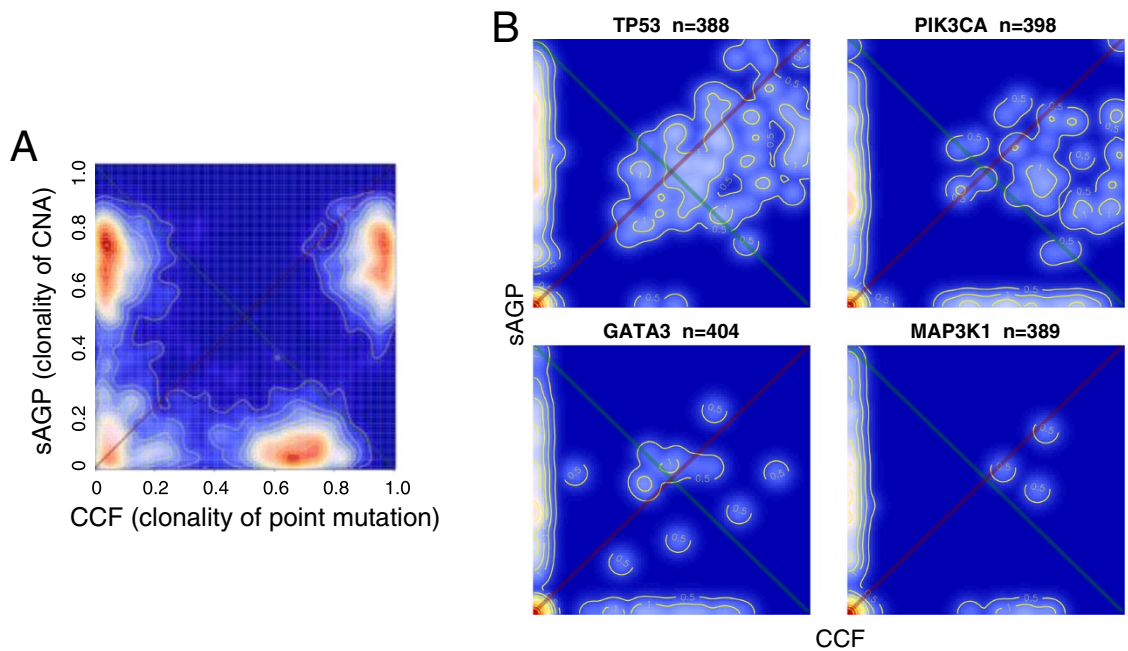 A
sAGP (clonality of CNA)
1.0
0.8
0.6
0.4
0.2
0
0 0.2 0.4 0.6 0.8 1.0
CCF (clonality of point mutation)
B
TP53 n=388
PIK3CA n=398
GATA3 n=404
MAP3K1 n=389
sAGP
CCF